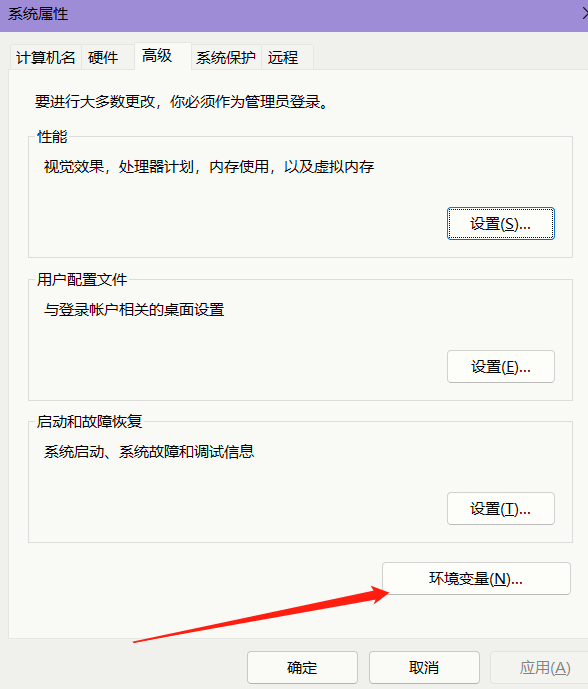 系统属性
计算机名 硬件 高级 系统保护 远程
要进行大多数更改，你必须作为管理员登录。
性能
视觉效果，处理器计划，内存使用，以及虚拟内存
设置(S)...
用户配置文件
与登录帐户相关的桌面设置
设置(E)...
启动和故障恢复
系统启动、系统故障和调试信息
设置(T)...
环境变量(N)...
确定 取消 应用(A)